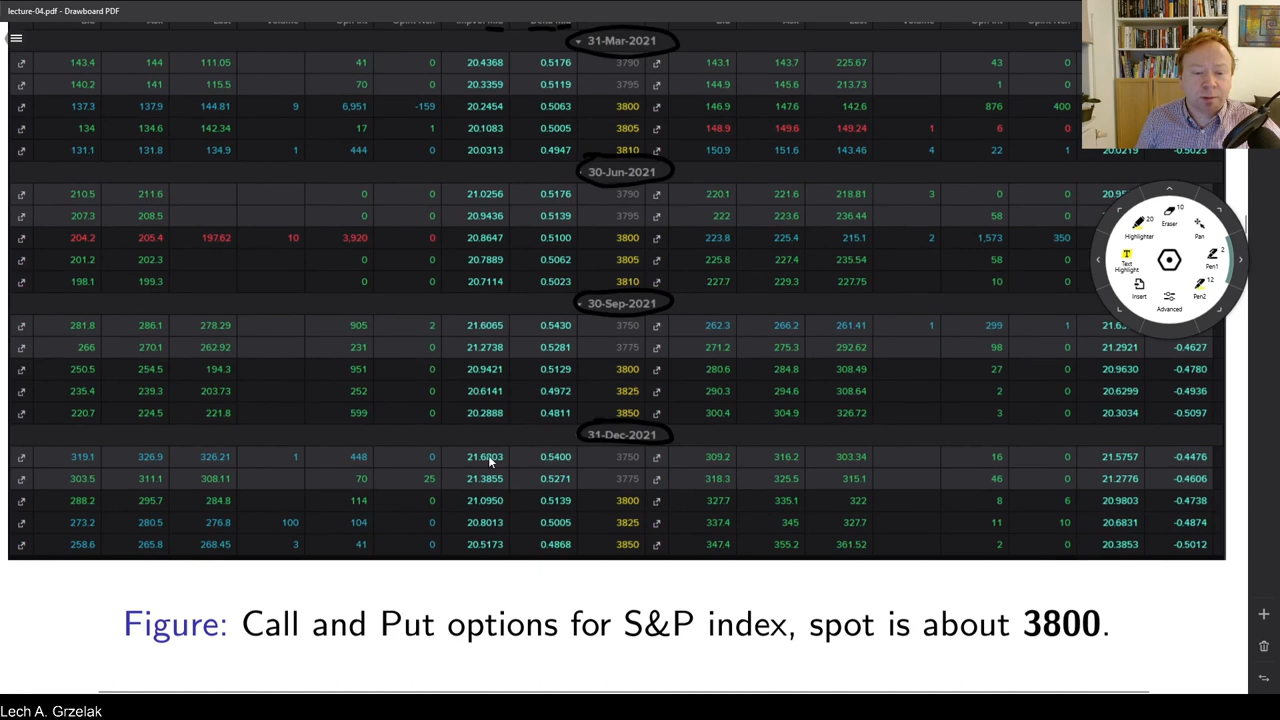 lecture-04.pdf - Drawboard PDF
31-Mar-2021
143.4 144 111.05 41 0 20.4368 0.5176 3790 143.1 143.7 225.67 43 0
140.2 141 115.5 70 0 20.3359 0.5119 3795 144.9 145.6 213.73 1 0
137.3 137.9 144.81 9 6,951 -159 20.2454 0.5063 3800 146.9 147.6 142.6 876 400
134 134.6 142.34 17 1 20.1083 0.5005 3805 148.9 149.6 149.24 1 6 0
131.1 131.8 134.9 1 444 0 20.0313 0.4947 3810 150.9 151.6 143.46 4 22 1 20.0219 -0.5023
30-Jun-2021
210.5 211.6 0 0 21.0256 0.5176 3790 220.1 221.6 218.81 3 0 0
207.3 208.5 0 0 20.9436 0.5139 3795 222 223.6 236.44 58 0
204.2 205.4 197.62 10 3,920 0 20.8647 0.5100 3800 223.8 225.4 215.1 2 1,573 350
201.2 202.3 0 0 20.7889 0.5062 3805 225.8 227.4 235.54 58 0
198.1 199.3 0 0 20.7114 0.5023 3810 227.7 229.3 227.75 10 0
30-Sep-2021
281.8 286.1 278.29 905 2 21.6065 0.5430 3750 262.3 266.2 261.41 1 299 1
266 270.1 262.92 231 0 21.2738 0.5281 3775 271.2 275.3 292.62 98 0 21.2921 -0.4627
250.5 254.5 194.3 951 0 20.9421 0.5129 3800 280.6 284.8 308.49 27 0 20.9630 -0.4780
235.4 239.3 203.73 252 0 20.6141 0.4972 3825 290.3 294.6 308.64 2 0 20.6299 -0.4936
220.7 224.5 221.8 599 0 20.2888 0.4811 3850 300.4 304.9 326.72 3 0 20.3034 -0.5097
31-Dec-2021
319.1 326.9 326.21 1 448 0 21.6803 0.5400 3750 309.2 316.2 303.34 16 0 21.5757 -0.4476
303.5 311.1 308.11 70 25 21.3855 0.5271 3775 318.3 325.5 315.1 46 0 21.2776 -0.4606
288.2 295.7 284.8 114 0 21.0950 0.5139 3800 327.7 335.1 322 8 6 20.9803 -0.4738
273.2 280.5 276.8 100 104 0 20.8013 0.5005 3825 337.4 345 327.7 11 10 20.6831 -0.4874
258.6 265.8 268.45 3 41 0 20.5173 0.4868 3850 347.4 355.2 361.52 2 0 20.3853 -0.5012
Highlighter 20
Eraser 10
Pan
Text Highlight
Pen1 2
Insert
Pen2 12
Advanced
Figure: Call and Put options for S&P index, spot is about 3800.
Lech A. Grzelak